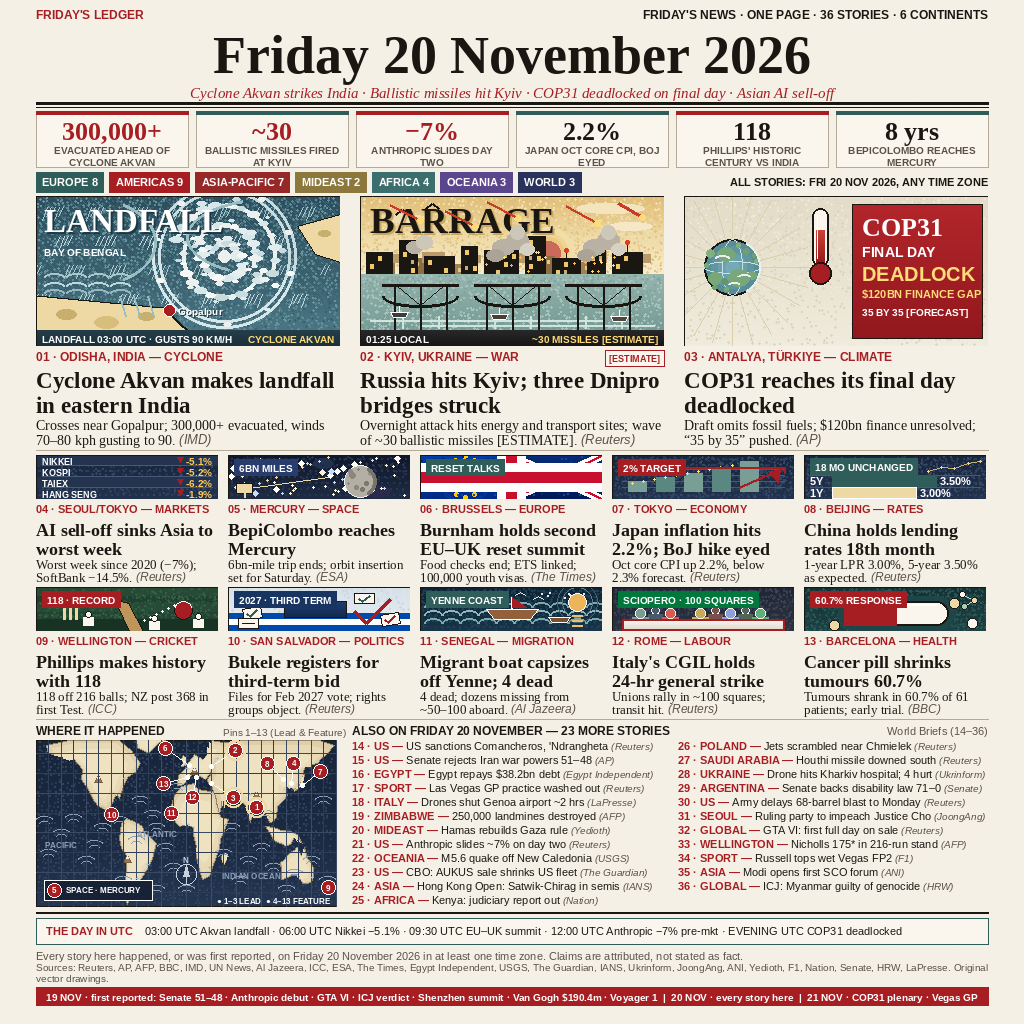 FRIDAY'S LEDGER
FRIDAY'S NEWS · ONE PAGE · 36 STORIES · 6 CONTINENTS
Friday 20 November 2026
Cyclone Akvan strikes India · Ballistic missiles hit Kyiv · COP31 deadlocked on final day · Asian AI sell-off
300,000+
EVACUATED AHEAD OF
CYCLONE AKVAN
~30
BALLISTIC MISSILES FIRED
AT KYIV
−7%
ANTHROPIC SLIDES DAY
TWO
2.2%
JAPAN OCT CORE CPI, BOJ
EYED
118
PHILLIPS' HISTORIC
CENTURY VS INDIA
8 yrs
BEPICOLOMBO REACHES
MERCURY
EUROPE 8
AMERICAS 9
ASIA-PACIFIC 7
MIDEAST 2
AFRICA 4
OCEANIA 3
WORLD 3
ALL STORIES: FRI 20 NOV 2026, ANY TIME ZONE
LANDFALL
BAY OF BENGAL
Gopalpur
LANDFALL 03:00 UTC · GUSTS 90 KM/H
CYCLONE AKVAN
01 · ODISHA, INDIA — CYCLONE
Cyclone Akvan makes landfall
in eastern India
Crosses near Gopalpur; 300,000+ evacuated, winds
70–80 kph gusting to 90. (IMD)
BARRAGE
01:25 LOCAL
~30 MISSILES [ESTIMATE]
02 · KYIV, UKRAINE — WAR
[ESTIMATE]
Russia hits Kyiv; three Dnipro
bridges struck
Overnight attack hits energy and transport sites; wave
of ~30 ballistic missiles [ESTIMATE]. (Reuters)
COP31
FINAL DAY
DEADLOCK
$120BN FINANCE GAP
35 BY 35 [FORECAST]
03 · ANTALYA, TÜRKIYE — CLIMATE
COP31 reaches its final day
deadlocked
Draft omits fossil fuels; $120bn finance unresolved;
“35 by 35” pushed. (AP)
NIKKEI -5.1%
KOSPI -5.2%
TAIEX -6.2%
HANG SENG -1.9%
04 · SEOUL/TOKYO — MARKETS
AI sell-off sinks Asia to
worst week
Worst week since 2020 (−7%);
SoftBank −14.5%. (Reuters)
6BN MILES
05 · MERCURY — SPACE
BepiColombo reaches
Mercury
6bn-mile trip ends; orbit insertion
set for Saturday. (ESA)
RESET TALKS
06 · BRUSSELS — EUROPE
Burnham holds second
EU–UK reset summit
Food checks end; ETS linked;
100,000 youth visas. (The Times)
2% TARGET
07 · TOKYO — ECONOMY
Japan inflation hits
2.2%; BoJ hike eyed
Oct core CPI up 2.2%, below
2.3% forecast. (Reuters)
18 MO UNCHANGED
5Y 3.50%
1Y 3.00%
08 · BEIJING — RATES
China holds lending
rates 18th month
1-year LPR 3.00%, 5-year 3.50%
as expected. (Reuters)
118 · RECORD
09 · WELLINGTON — CRICKET
Phillips makes history
with 118
118 off 216 balls; NZ post 368 in
first Test. (ICC)
2027 · THIRD TERM
10 · SAN SALVADOR — POLITICS
Bukele registers for
third-term bid
Files for Feb 2027 vote; rights
groups object. (Reuters)
YENNE COAST
11 · SENEGAL — MIGRATION
Migrant boat capsizes
off Yenne; 4 dead
4 dead; dozens missing from
~50–100 aboard. (Al Jazeera)
SCIOPERO · 100 SQUARES
12 · ROME — LABOUR
Italy's CGIL holds
24-hr general strike
Unions rally in ~100 squares;
transit hit. (Reuters)
60.7% RESPONSE
13 · BARCELONA — HEALTH
Cancer pill shrinks
tumours 60.7%
Tumours shrank in 60.7% of 61
patients; early trial. (BBC)
WHERE IT HAPPENED
Pins 1–13 (Lead & Feature)
6
2
8
4
7
13
12
3
1
10
11
ATLANTIC
PACIFIC
INDIAN OCEAN
N
5 SPACE · MERCURY
9
● 1–3 LEAD ● 4–13 FEATURE
ALSO ON FRIDAY 20 NOVEMBER — 23 MORE STORIES
World Briefs (14–36)
14 · US — US sanctions Comancheros, 'Ndrangheta (Reuters)
15 · US — Senate rejects Iran war powers 51–48 (AP)
16 · EGYPT — Egypt repays $38.2bn debt (Egypt Independent)
17 · SPORT — Las Vegas GP practice washed out (Reuters)
18 · ITALY — Drones shut Genoa airport ~2 hrs (LaPresse)
19 · ZIMBABWE — 250,000 landmines destroyed (AFP)
20 · MIDEAST — Hamas rebuilds Gaza rule (Yedioth)
21 · US — Anthropic slides ~7% on day two (Reuters)
22 · OCEANIA — M5.6 quake off New Caledonia (USGS)
23 · US — CBO: AUKUS sale shrinks US fleet (The Guardian)
24 · ASIA — Hong Kong Open: Satwik-Chirag in semis (IANS)
25 · AFRICA — Kenya: judiciary report out (Nation)
26 · POLAND — Jets scrambled near Chmielek (Reuters)
27 · SAUDI ARABIA — Houthi missile downed south (Reuters)
28 · UKRAINE — Drone hits Kharkiv hospital; 4 hurt (Ukrinform)
29 · ARGENTINA — Senate backs disability law 71–0 (Senate)
30 · US — Army delays 68-barrel blast to Monday (Reuters)
31 · SEOUL — Ruling party to impeach Justice Cho (JoongAng)
32 · GLOBAL — GTA VI: first full day on sale (Reuters)
33 · WELLINGTON — Nicholls 175* in 216-run stand (AFP)
34 · SPORT — Russell tops wet Vegas FP2 (F1)
35 · ASIA — Modi opens first SCO forum (ANI)
36 · GLOBAL — ICJ: Myanmar guilty of genocide (HRW)
THE DAY IN UTC 03:00 UTC Akvan landfall · 06:00 UTC Nikkei −5.1% · 09:30 UTC EU–UK summit · 12:00 UTC Anthropic −7% pre-mkt · EVENING UTC COP31 deadlocked
Every story here happened, or was first reported, on Friday 20 November 2026 in at least one time zone. Claims are attributed, not stated as fact.
Sources: Reuters, AP, AFP, BBC, IMD, UN News, Al Jazeera, ICC, ESA, The Times, Egypt Independent, USGS, The Guardian, IANS, Ukrinform, JoongAng, ANI, Yedioth, F1, Nation, Senate, HRW, LaPresse. Original
vector drawings.
19 NOV · first reported: Senate 51–48 · Anthropic debut · GTA VI · ICJ verdict · Shenzhen summit · Van Gogh $190.4m · Voyager 1 | 20 NOV · every story here | 21 NOV · COP31 plenary · Vegas GP